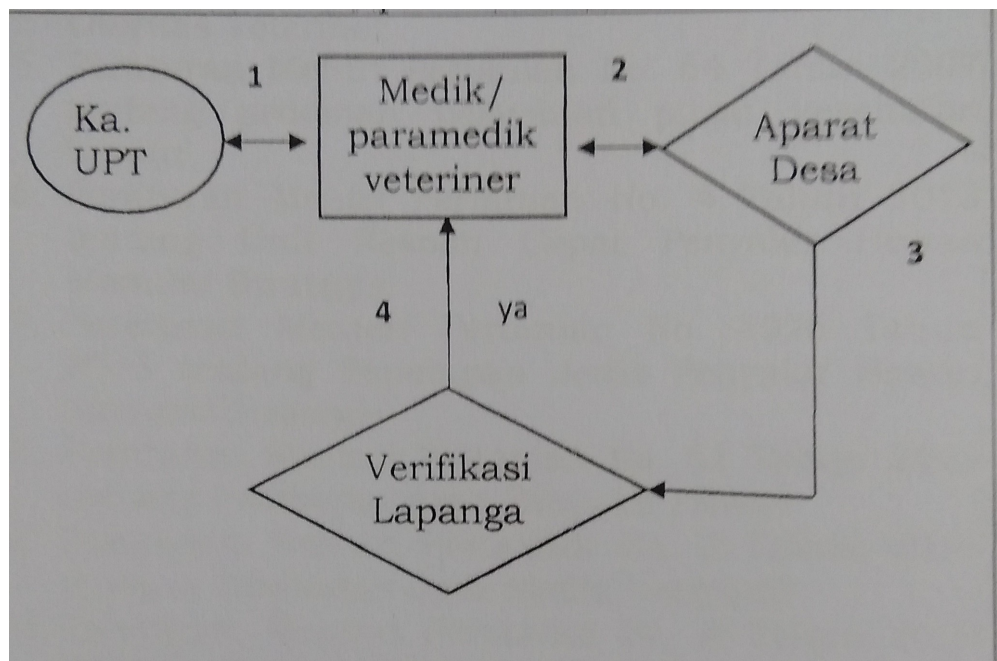 1
2
3
4
ya
Ka.
UPT
Medik/
paramedik
veteriner
Aparat
Desa
Verifikasi
Lapanga